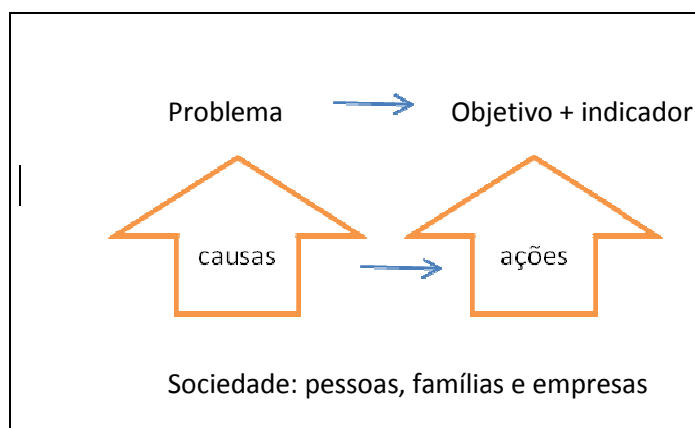 Problema Objetivo + indicador
causas ações
Sociedade: pessoas, famílias e empresas